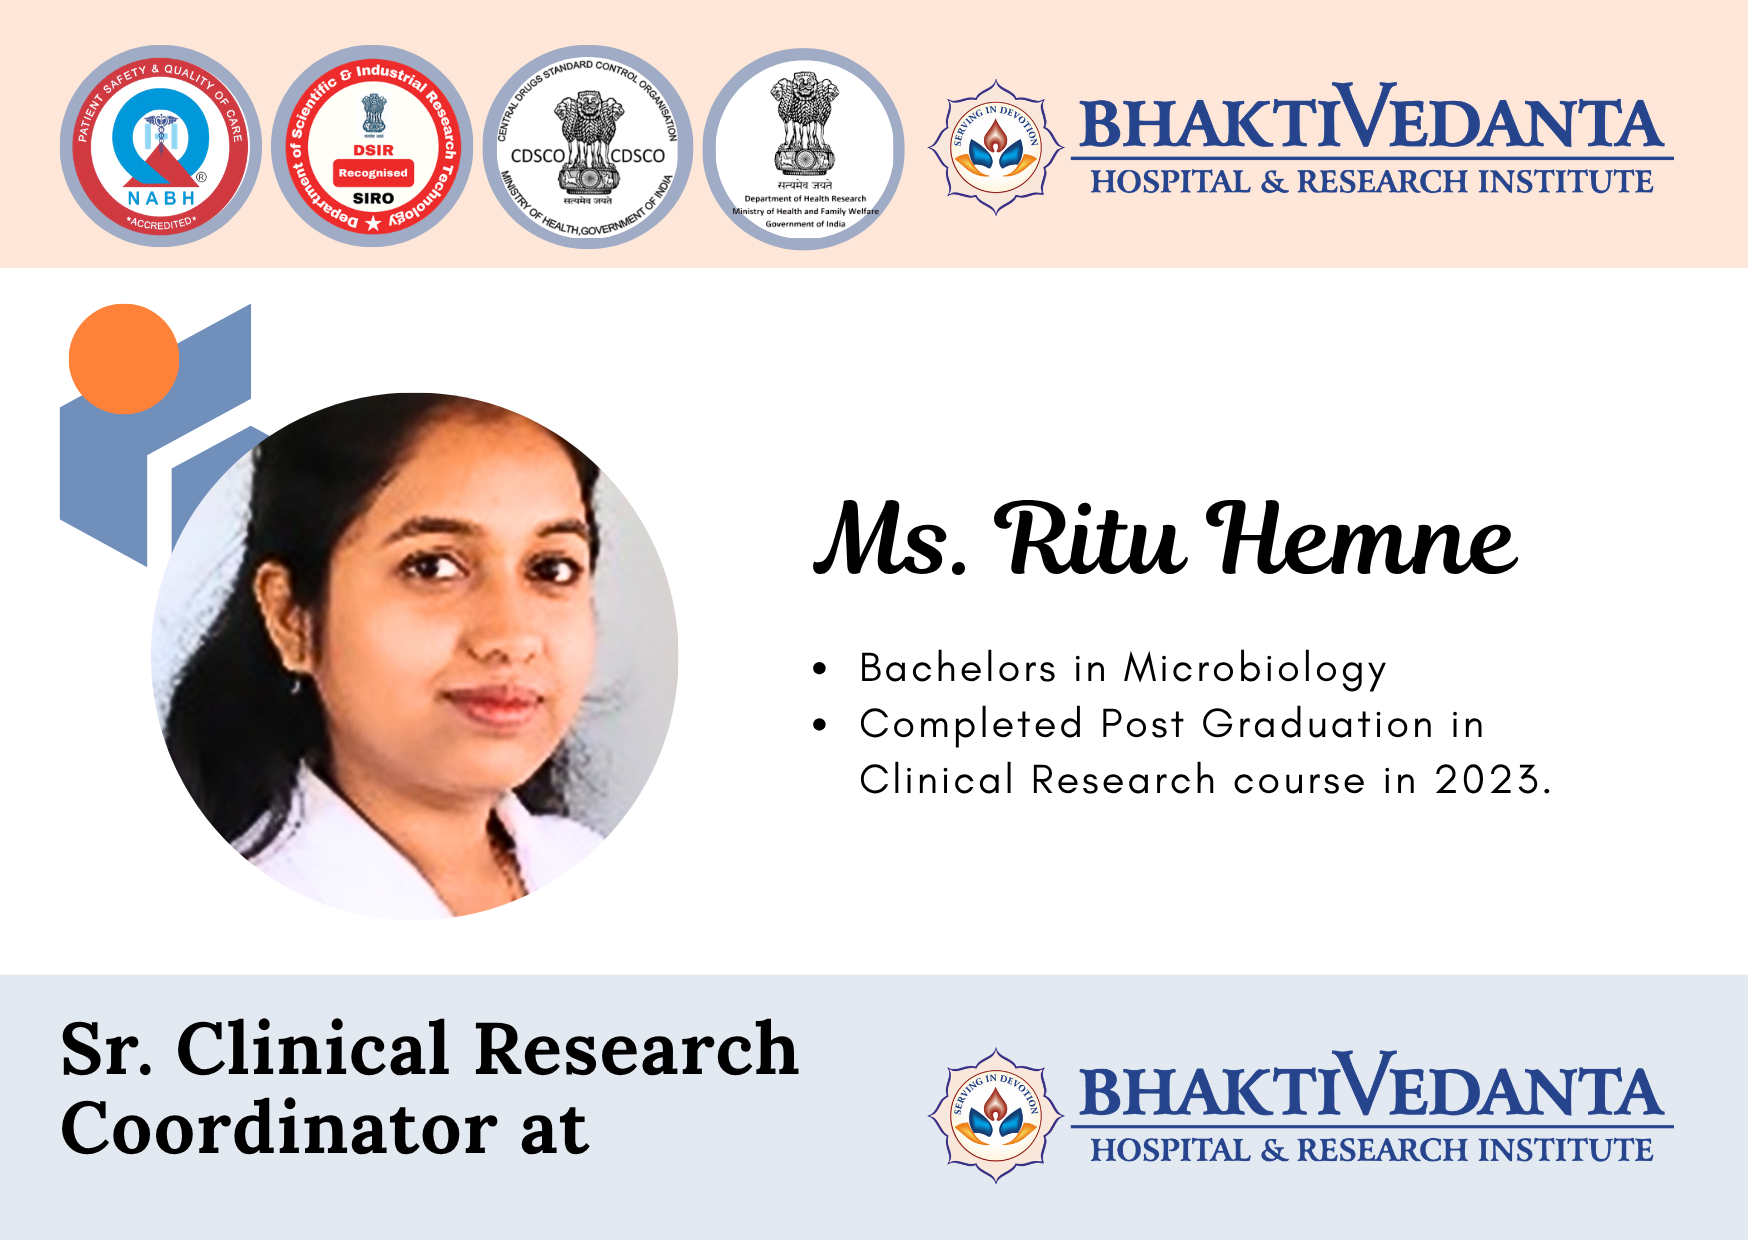 PATIENT SAFETY & QUALITY OF CARE
®
NABH
*ACCREDITED*
Department of Scientific & Industrial Research Technology
DSIR
Recognised
SIRO
CENTRAL DRUGS STANDARD CONTROL ORGANISATION
CDSCO CDSCO
सत्यमेव जयते
MINISTRY OF HEALTH,GOVERNMENT OF INDIA
सत्यमेव जयते
Department of Health Research
Ministry of Health and Family Welfare
Government of India
SERVING IN DEVOTION
BHAKTIVEDANTA
HOSPITAL & RESEARCH INSTITUTE
Ms. Ritu Hemne
• Bachelors in Microbiology
• Completed Post Graduation in
Clinical Research course in 2023.
Sr. Clinical Research
Coordinator at
SERVING IN DEVOTION
BHAKTIVEDANTA
HOSPITAL & RESEARCH INSTITUTE